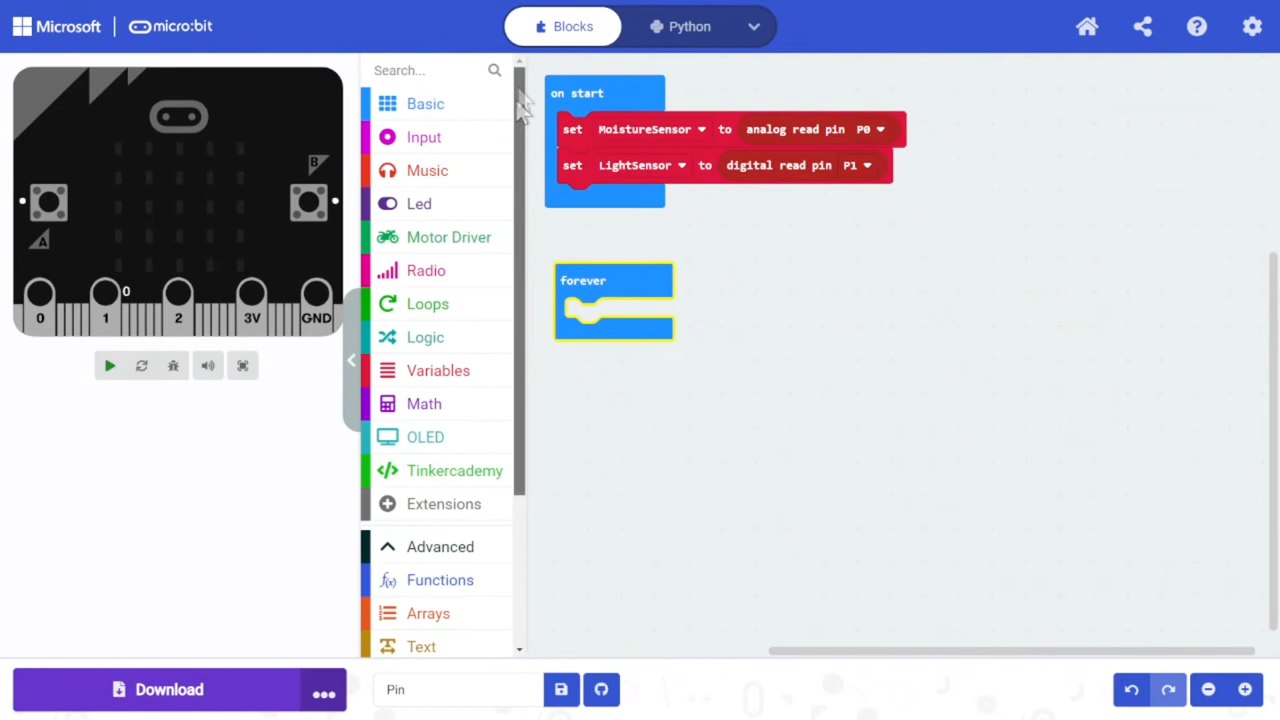 Microsoft | micro:bit
Blocks
Python
Search...
Basic
Input
Music
Led
Motor Driver
Radio
Loops
Logic
Variables
Math
OLED
Tinkercademy
Extensions
Advanced
Functions
Arrays
Text
on start
set MoistureSensor to analog read pin P0
set LightSensor to digital read pin P1
forever
A
B
0
0 1 2 3V GND
Download
Pin